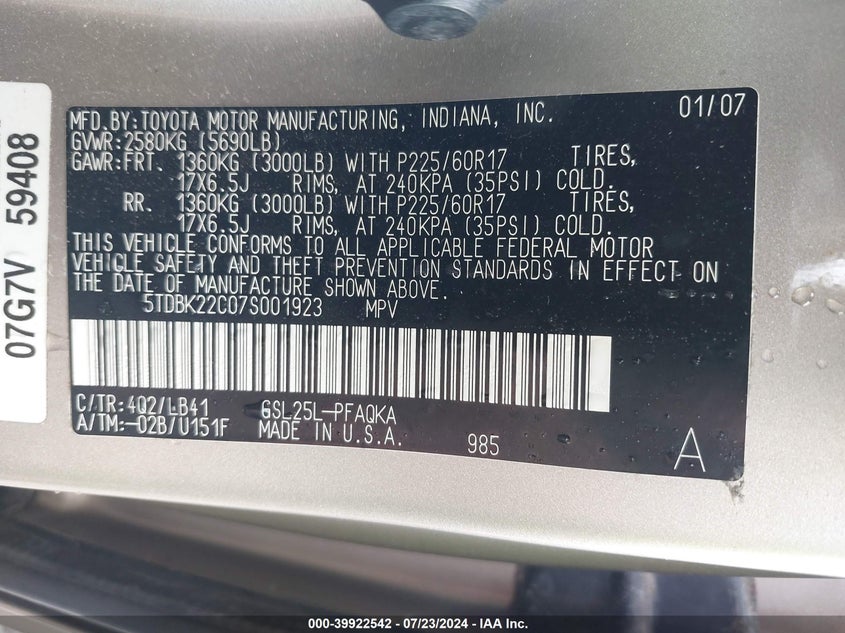 MFD.BY:TOYOTA MOTOR MANUFACTURING, INDIANA, INC. 01/07
GVWR:2580KG (5690LB)
GAWR:FRT. 1360KG (3000LB) WITH P225/60R17 TIRES,
17X6.5J RIMS, AT 240KPA (35PSI) COLD.
RR. 1360KG (3000LB) WITH P225/60R17 TIRES,
17X6.5J RIMS, AT 240KPA (35PSI) COLD.
THIS VEHICLE CONFORMS TO ALL APPLICABLE FEDERAL MOTOR
VEHICLE SAFETY AND THEFT PREVENTION STANDARDS IN EFFECT ON
THE DATE OF MANUFACTURE SHOWN ABOVE.
5TDBK22C07S001923 MPV
C/TR:4Q2/LB41 GSL25L-PFAQKA
A/TM:-02B/U151F MADE IN U.S.A. 985 A
07G7V 59408
000-39922542 - 07/23/2024 - IAA Inc.